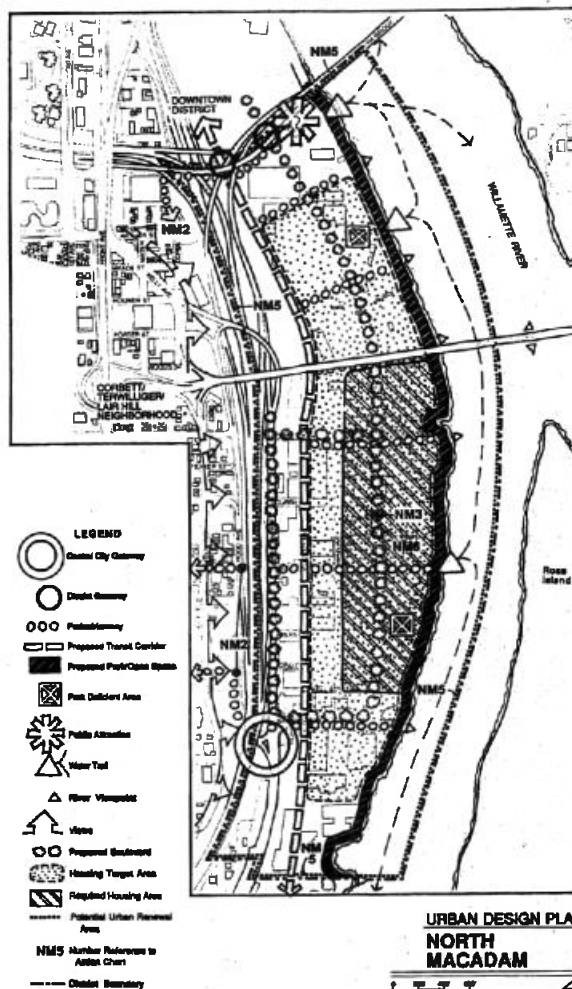 NM5
DOWNTOWN
DISTRICT
NM2
WILLAMETTE RIVER
NM5
CORBETT/
TERWILLIGER/
LAIR HILL
NEIGHBORHOOD
NM3
NM6
Ross
Island
NM2
NM5
NM
5
LEGEND
Central City Gateway
District Gateway
Pedestrianway
Proposed Transit Corridor
Proposed Park/Open Space
Park Deficient Area
Public Attraction
Water Taxi
River Viewpoint
Views
Proposed Boulevard
Housing Target Area
Required Housing Area
Potential Urban Renewal
Area
NM5 Number Reference to
Action Chart
District Boundary
URBAN DESIGN PLA
NORTH
MACADAM